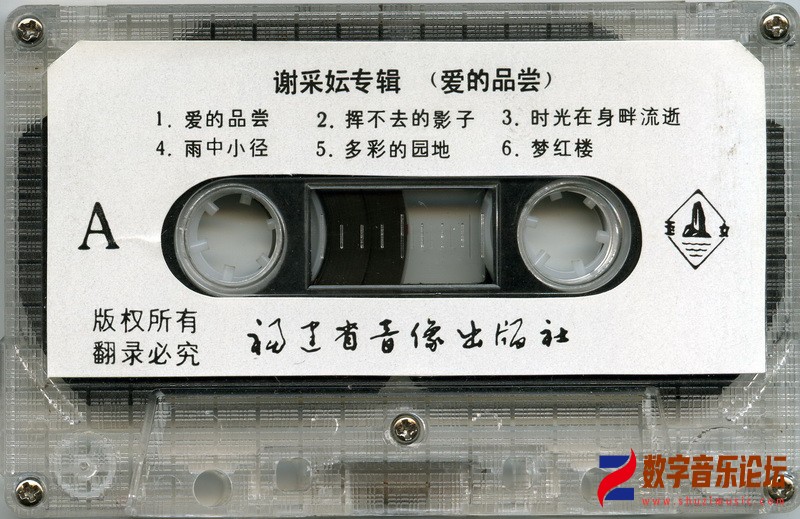 谢采妘专辑 （爱的品尝）
1. 爱的品尝 2. 挥不去的影子 3. 时光在身畔流逝
4. 雨中小径 5. 多彩的园地 6. 梦红楼
A
版权所有
翻录必究
福建省音像出版社
数字音乐论坛
www.shuzimusic.com